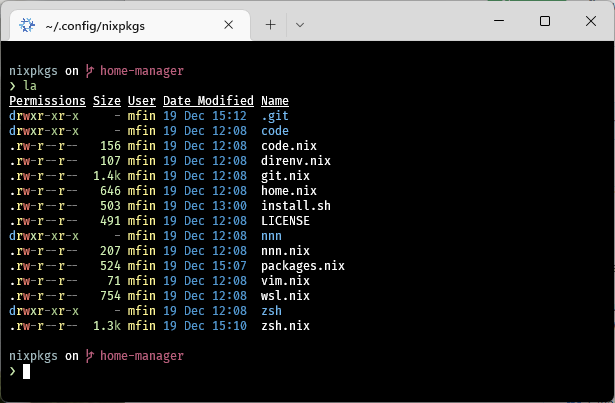 ~/.config/nixpkgs
nixpkgs on home-manager
❯ la
Permissions Size User Date Modified Name
drwxr-xr-x - mfin 19 Dec 15:12 .git
drwxr-xr-x - mfin 19 Dec 12:08 code
.rw-r--r-- 156 mfin 19 Dec 12:08 code.nix
.rw-r--r-- 107 mfin 19 Dec 12:08 direnv.nix
.rw-r--r-- 1.4k mfin 19 Dec 12:08 git.nix
.rw-r--r-- 646 mfin 19 Dec 12:08 home.nix
.rw-r--r-- 503 mfin 19 Dec 13:00 install.sh
.rw-r--r-- 491 mfin 19 Dec 12:08 LICENSE
drwxr-xr-x - mfin 19 Dec 12:08 nnn
.rw-r--r-- 207 mfin 19 Dec 12:08 nnn.nix
.rw-r--r-- 524 mfin 19 Dec 15:07 packages.nix
.rw-r--r-- 71 mfin 19 Dec 12:08 vim.nix
.rw-r--r-- 754 mfin 19 Dec 12:08 wsl.nix
drwxr-xr-x - mfin 19 Dec 12:08 zsh
.rw-r--r-- 1.3k mfin 19 Dec 15:10 zsh.nix
nixpkgs on home-manager
❯